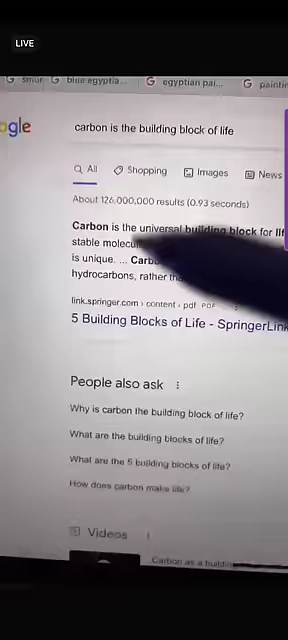 LIVE
smur
blue egyptia...
egyptian pai...
paintin
ogle
carbon is the building block of life
All
Shopping
Images
News
About 126,000,000 results (0.93 seconds)
Carbon is the universal building block for lif
stable molecu
is unique. ... Carb
hydrocarbons, rather tha
link.springer.com › content › pdf PDF
5 Building Blocks of Life - SpringerLink
People also ask
Why is carbon the building block of life?
What are the building blocks of life?
What are the 5 building blocks of life?
How does carbon make life?
Videos
Carbon as a buildin